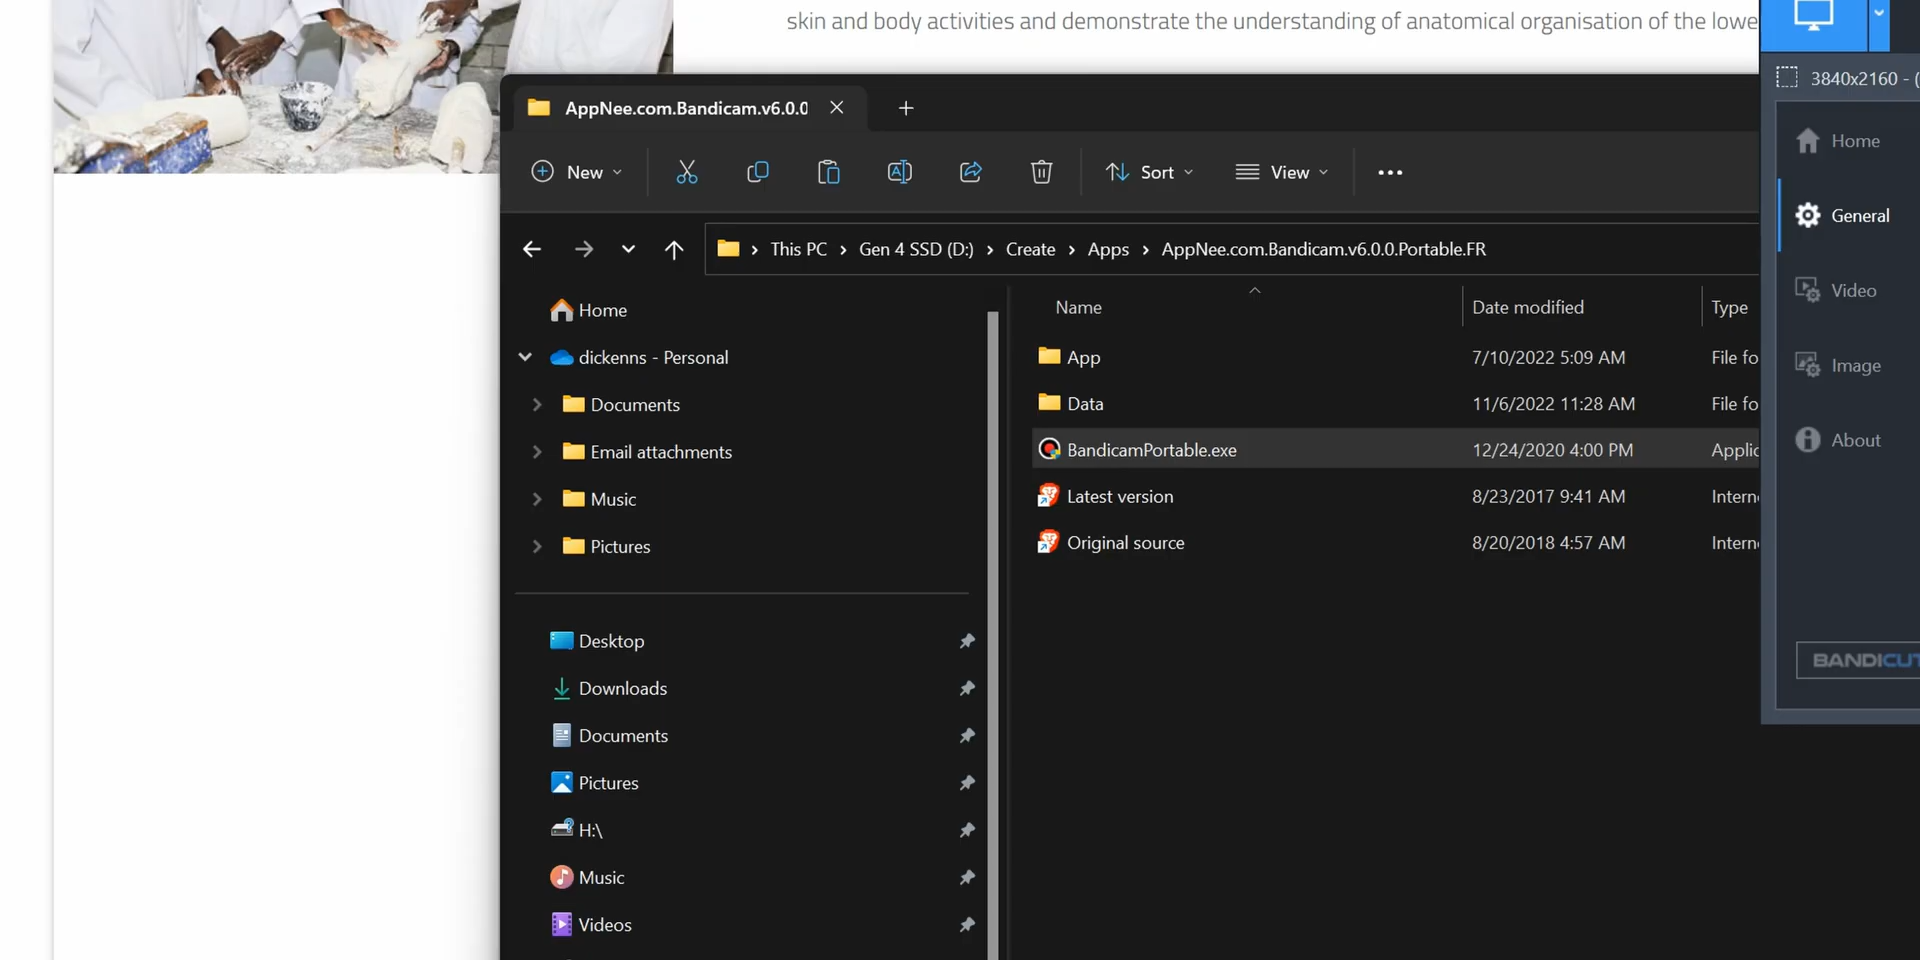 skin and body activities and demonstrate the understanding of anatomical organisation of the lowe
AppNee.com.Bandicam.v6.0.0
New
Sort
View
This PC > Gen 4 SSD (D:) > Create > Apps > AppNee.com.Bandicam.v6.0.0.Portable.FR
Home
dickenns - Personal
Documents
Email attachments
Music
Pictures
Desktop
Downloads
Documents
Pictures
H:\
Music
Videos
Name Date modified Type
App 7/10/2022 5:09 AM File fo
Data 11/6/2022 11:28 AM File fo
BandicamPortable.exe 12/24/2020 4:00 PM Applic
Latest version 8/23/2017 9:41 AM Intern
Original source 8/20/2018 4:57 AM Intern
3840x2160 - (
Home
General
Video
Image
About
BANDICUT